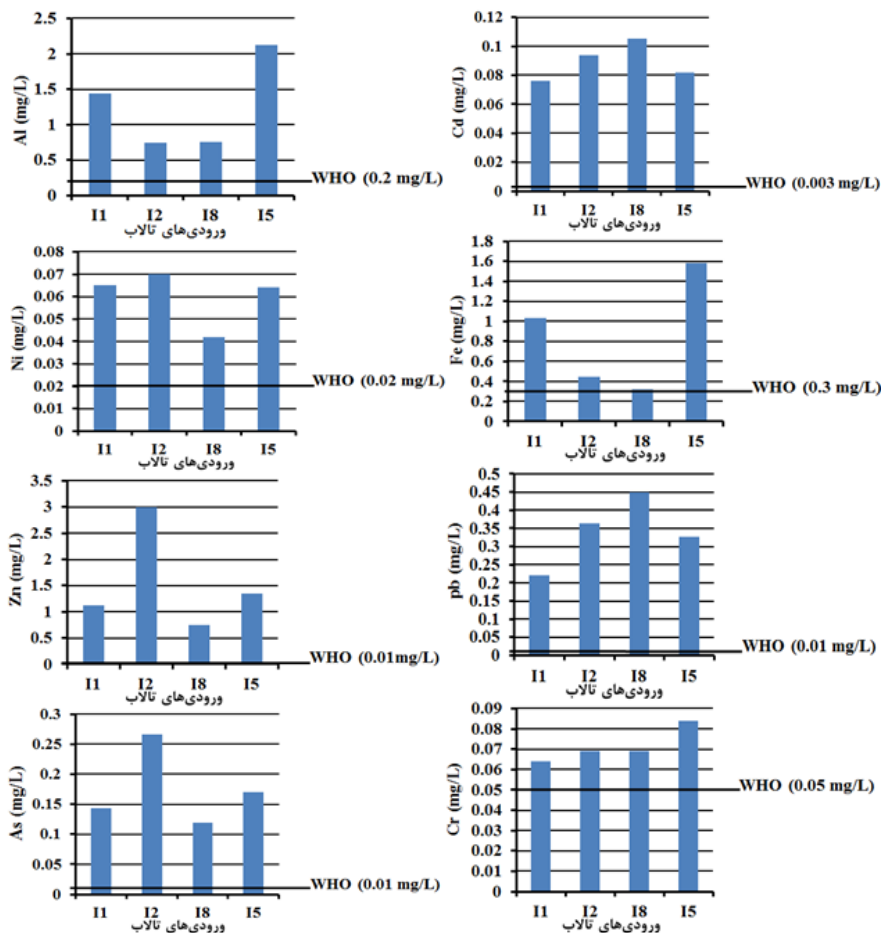 2.5
2
1.5
1
0.5
0
Al (mg/L)
WHO (0.2 mg/L)
I1 I2 I8 I5
ورودی‌های تالاب
0.12
0.1
0.08
0.06
0.04
0.02
0
Cd (mg/L)
WHO (0.003 mg/L)
I1 I2 I8 I5
ورودی‌های تالاب
0.08
0.07
0.06
0.05
0.04
0.03
0.02
0.01
0
Ni (mg/L)
WHO (0.02 mg/L)
I1 I2 I8 I5
ورودی‌های تالاب
1.8
1.6
1.4
1.2
1
0.8
0.6
0.4
0.2
0
Fe (mg/L)
WHO (0.3 mg/L)
I1 I2 I8 I5
ورودی‌های تالاب
3.5
3
2.5
2
1.5
1
0.5
0
Zn (mg/L)
WHO (0.01mg/L)
I1 I2 I8 I5
ورودی‌های تالاب
0.5
0.45
0.4
0.35
0.3
0.25
0.2
0.15
0.1
0.05
0
pb (mg/L)
WHO (0.01 mg/L)
I1 I2 I8 I5
ورودی‌های تالاب
0.3
0.25
0.2
0.15
0.1
0.05
0
As (mg/L)
WHO (0.01 mg/L)
I1 I2 I8 I5
ورودی‌های تالاب
0.09
0.08
0.07
0.06
0.05
0.04
0.03
0.02
0.01
0
Cr (mg/L)
WHO (0.05 mg/L)
I1 I2 I8 I5
ورودی‌های تالاب